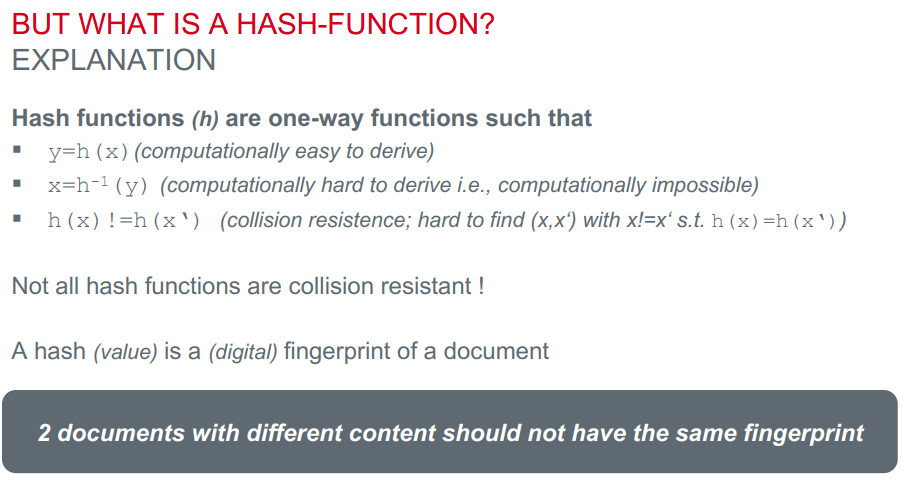 BUT WHAT IS A HASH-FUNCTION?
EXPLANATION
Hash functions (h) are one-way functions such that
▪ y=h(x) (computationally easy to derive)
▪ x=h⁻¹(y) (computationally hard to derive i.e., computationally impossible)
▪ h(x)!=h(x‘) (collision resistence; hard to find (x,x‘) with x!=x‘ s.t. h(x)=h(x‘))
Not all hash functions are collision resistant !
A hash (value) is a (digital) fingerprint of a document
2 documents with different content should not have the same fingerprint